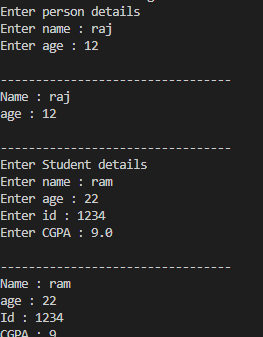 Enter person details
Enter name : raj
Enter age : 12
---------------------------------
Name : raj
age : 12
---------------------------------
Enter Student details
Enter name : ram
Enter age : 22
Enter id : 1234
Enter CGPA : 9.0
---------------------------------
Name : ram
age : 22
Id : 1234
CGPA : 9